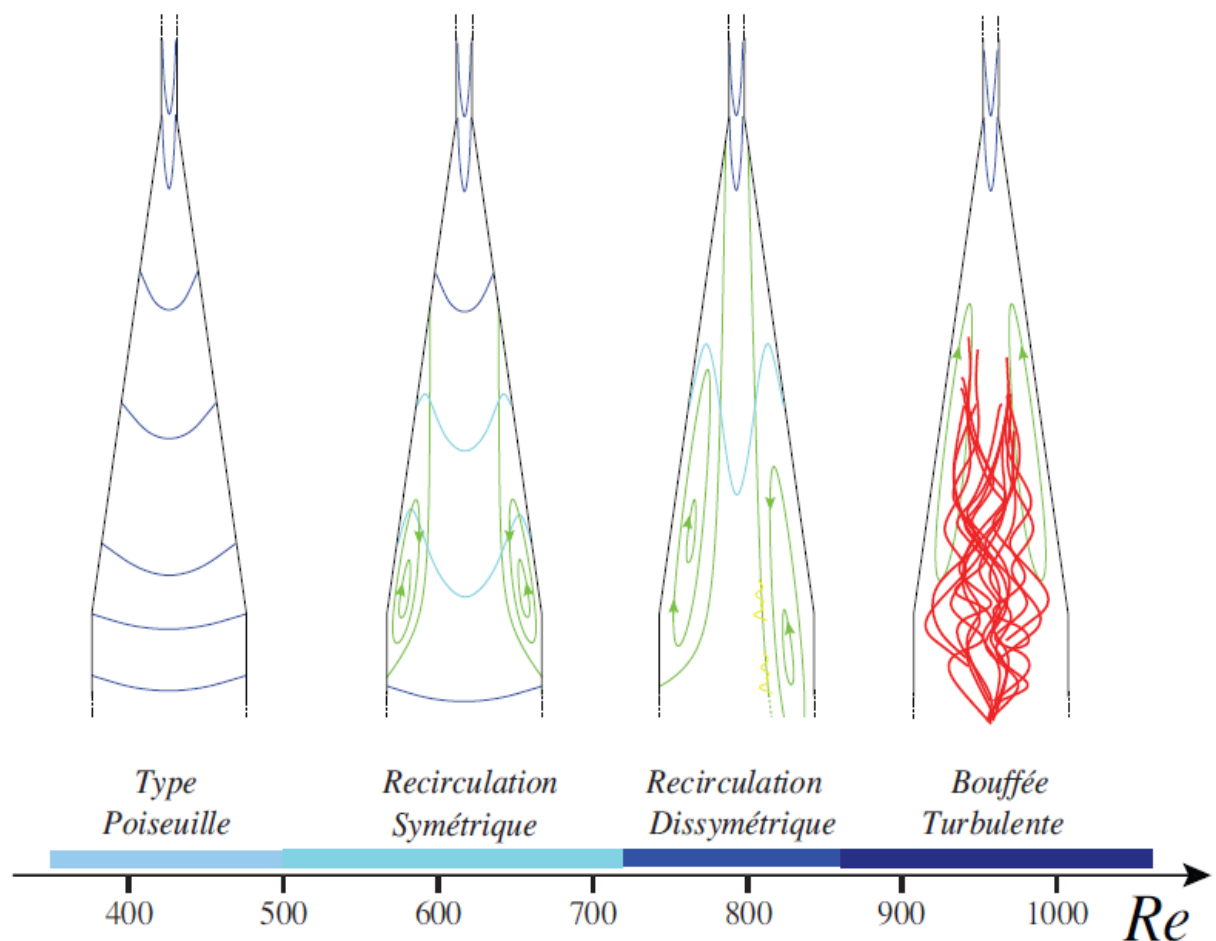 Type
Poiseuille
Recirculation
Symétrique
Recirculation
Dissymétrique
Bouffée
Turbulente
400 500 600 700 800 900 1000 Re